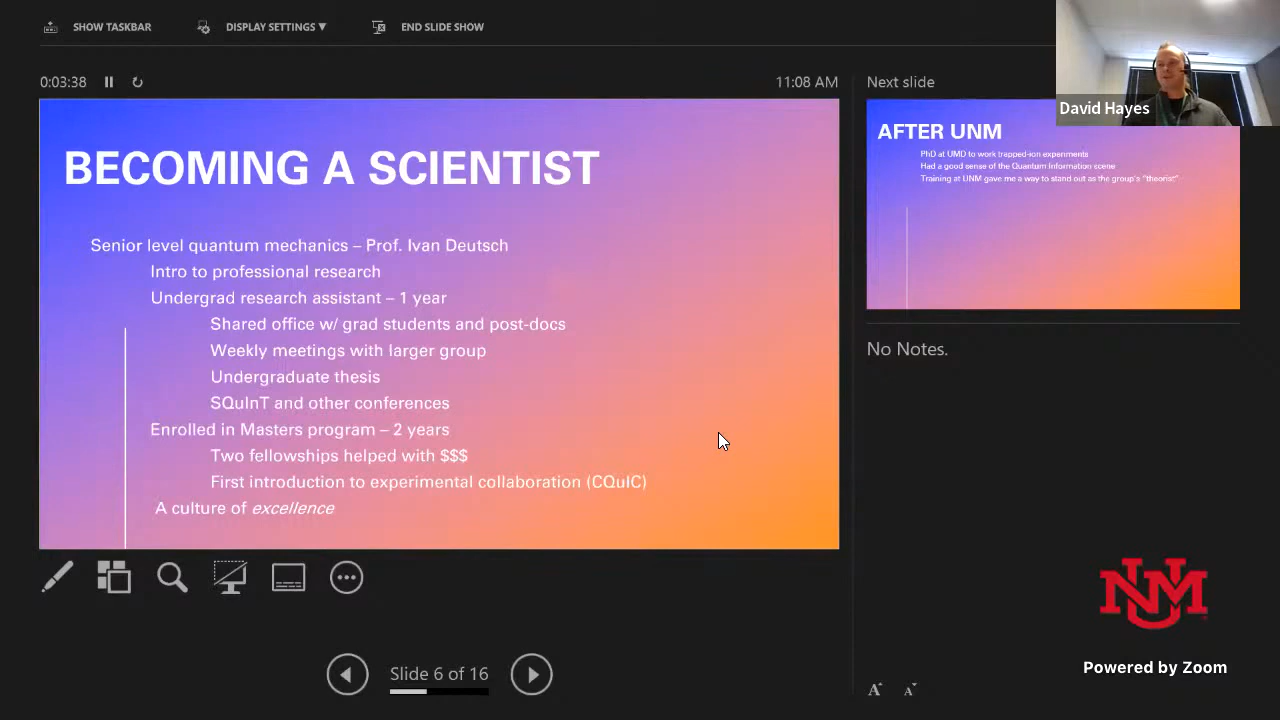 SHOW TASKBAR
DISPLAY SETTINGS ▼
END SLIDE SHOW
0:03:38
11:08 AM
Next slide
David Hayes
BECOMING A SCIENTIST
Senior level quantum mechanics – Prof. Ivan Deutsch
Intro to professional research
Undergrad research assistant – 1 year
Shared office w/ grad students and post-docs
Weekly meetings with larger group
Undergraduate thesis
SQuInT and other conferences
Enrolled in Masters program – 2 years
Two fellowships helped with $$$
First introduction to experimental collaboration (CQuIC)
A culture of excellence
AFTER UNM
PhD at UMD to work trapped-ion experiments
Had a good sense of the Quantum Information scene
Training at UNM gave me a way to stand out as the group's "theorist"
No Notes.
Slide 6 of 16
UNM
Powered by Zoom
A A